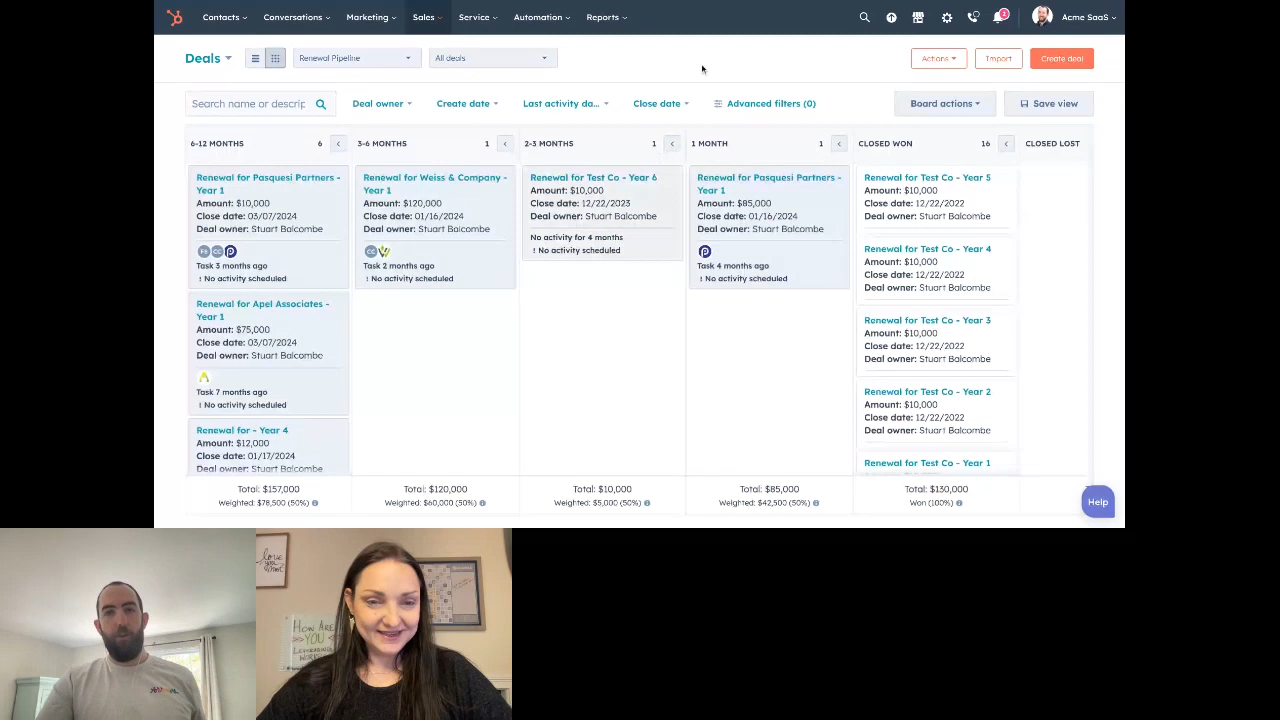 Contacts
Conversations
Marketing
Sales
Service
Automation
Reports
2
Acme SaaS
Deals
Renewal Pipeline
All deals
Actions
Import
Create deal
Search name or descrip
Deal owner
Create date
Last activity da...
Close date
Advanced filters (0)
Board actions
Save view
6-12 MONTHS 6
3-6 MONTHS 1
2-3 MONTHS 1
1 MONTH 1
CLOSED WON 16
CLOSED LOST
Renewal for Pasquesi Partners -
Year 1
Amount: $10,000
Close date: 03/07/2024
Deal owner: Stuart Balcombe
Fe CC
Task 3 months ago
! No activity scheduled
Renewal for Apel Associates -
Year 1
Amount: $75,000
Close date: 03/07/2024
Deal owner: Stuart Balcombe
Task 7 months ago
! No activity scheduled
Renewal for - Year 4
Amount: $12,000
Close date: 01/17/2024
Deal owner: Stuart Balcombe
Total: $157,000
Weighted: $78,500 (50%)
Renewal for Weiss & Company -
Year 1
Amount: $120,000
Close date: 01/16/2024
Deal owner: Stuart Balcombe
CC
Task 2 months ago
! No activity scheduled
Total: $120,000
Weighted: $60,000 (50%)
Renewal for Test Co - Year 6
Amount: $10,000
Close date: 12/22/2023
Deal owner: Stuart Balcombe
No activity for 4 months
! No activity scheduled
Total: $10,000
Weighted: $5,000 (50%)
Renewal for Pasquesi Partners -
Year 1
Amount: $85,000
Close date: 01/16/2024
Deal owner: Stuart Balcombe
Task 4 months ago
! No activity scheduled
Total: $85,000
Weighted: $42,500 (50%)
Renewal for Test Co - Year 5
Amount: $10,000
Close date: 12/22/2022
Deal owner: Stuart Balcombe
Renewal for Test Co - Year 4
Amount: $10,000
Close date: 12/22/2022
Deal owner: Stuart Balcombe
Renewal for Test Co - Year 3
Amount: $10,000
Close date: 12/22/2022
Deal owner: Stuart Balcombe
Renewal for Test Co - Year 2
Amount: $10,000
Close date: 12/22/2022
Deal owner: Stuart Balcombe
Renewal for Test Co - Year 1
Total: $130,000
Won (100%)
Help
love
you
most
HOW ARE
YOU